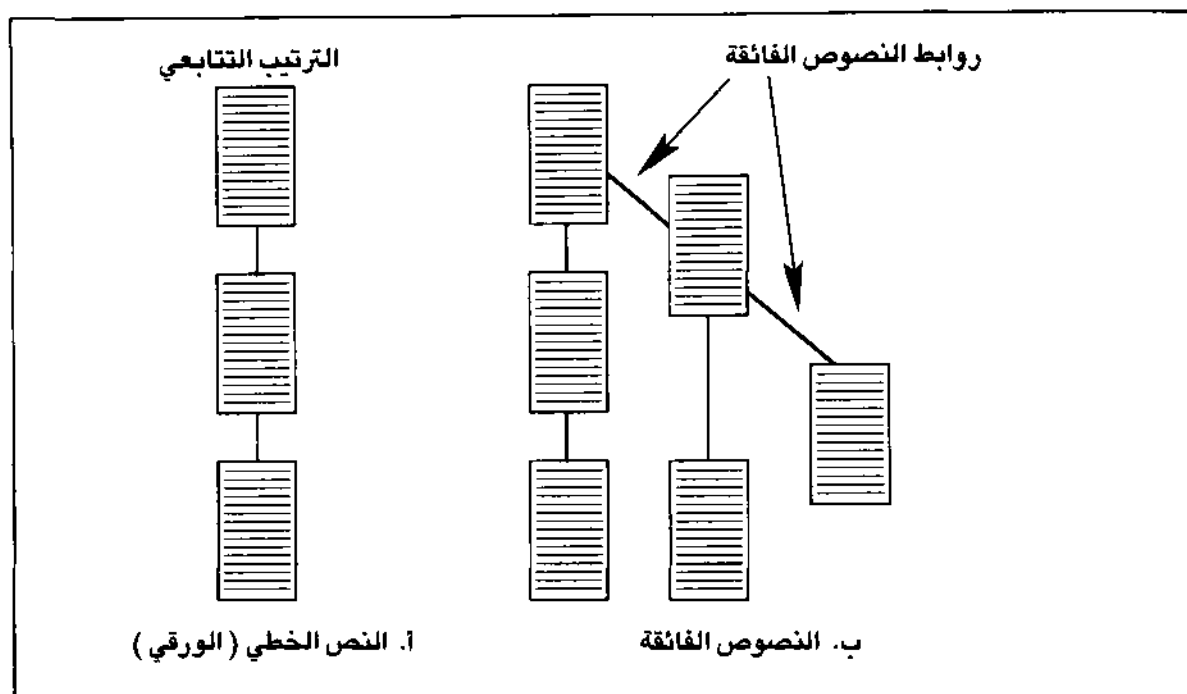 روابط النصوص الفائقة
الترتيب التتابعي
ب. النصوص الفائقة
أ. النص الخطي (الورقي)